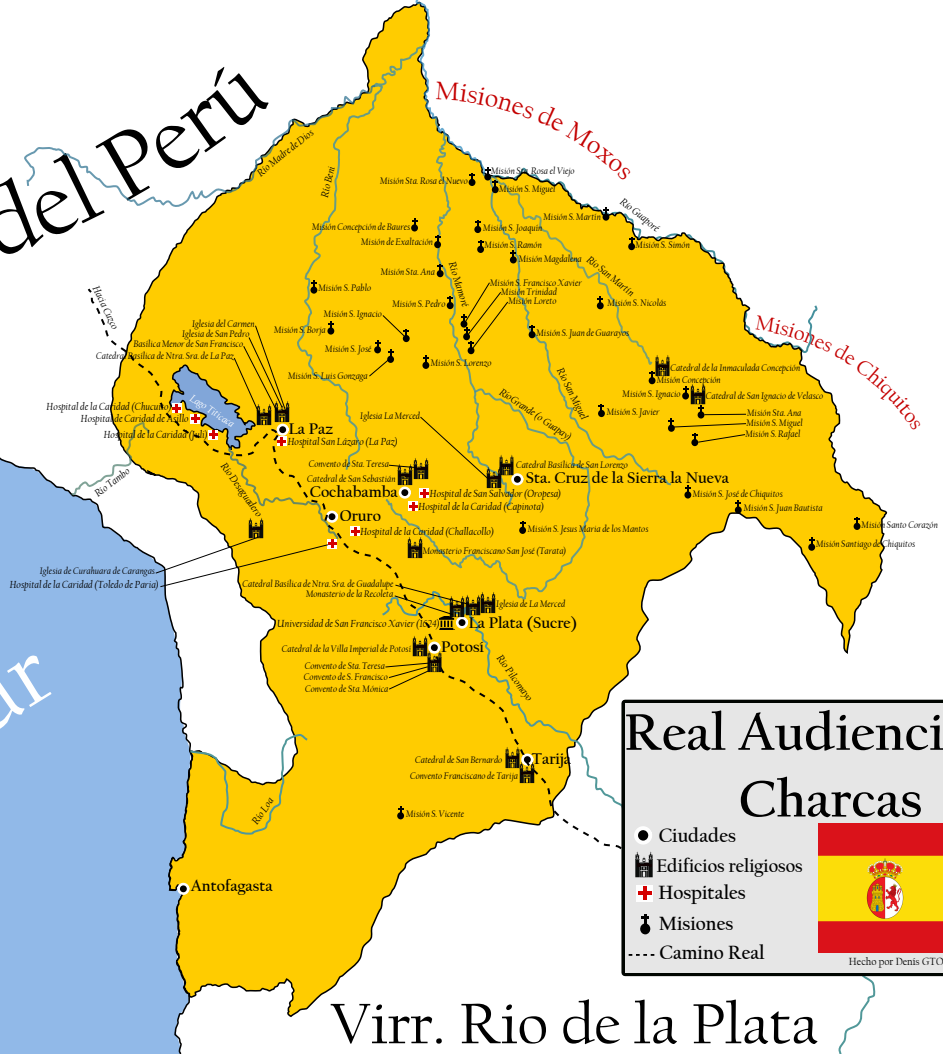 del Perú
Misiones de Moxos
Río Madre de Dios
Río Beni
Misión Sta. Rosa el Viejo
Misión Sta. Rosa el Nuevo
Misión S. Miguel
Río Guaporé
Misión S. Martin
Misión Concepción de Baures
Misión S. Joaquin
Misión de Exaltación
Misión S. Ramón
Misión S. Simón
Misión Magdalena
Río San Martin
Misión Sta. Ana
Río Mamoré
Misión S. Pablo
Misión S. Francisco Xavier
Misión Trinidad
Misión Loreto
Misión S. Pedro
Misión S. Nicolás
Hacia Cuzco
Misión S. Ignacio
Misión S. Borja
Misión S. Juan de Guarayos
Misiones de Chiquitos
Iglesia del Carmen
Iglesia de San Pedro
Basilica Menor de San Francisco
Catedral Basilica de Ntra. Sra. de La Paz
Misión S. José
Misión S. Lorenzo
Misión S. Luis Gonzaga
Catedral de la Inmaculada Concepción
Misión Concepción
Río San Miguel
Misión S. Ignacio
Catedral de San Ignacio de Velasco
Río Grande (o Guapay)
Hospital de la Caridad (Chucuito)
Hospital de Caridad de Asillo
Hospital de la Caridad (Juli)
Lago Titicaca
Iglesia La Merced
Misión S. Javier
Misión Sta. Ana
Misión S. Miguel
Misión S. Rafael
La Paz
Hospital San Lázaro (La Paz)
Río Tambo
Río Desaguadero
Convento de Sta. Teresa
Catedral de San Sebastián
Catedral Basilica de San Lorenzo
Sta. Cruz de la Sierra la Nueva
Cochabamba
Hospital de San Salvador (Oropesa)
Hospital de la Caridad (Capinota)
Misión S. José de Chiquitos
Misión S. Juan Bautista
Oruro
Hospital de la Caridad (Challacollo)
Misión S. Jesus Maria de los Mantos
Misión Santo Corazón
Misión Santiago de Chiquitos
Monasterio Franciscano San José (Tarata)
Iglesia de Curahuara de Carangas
Hospital de la Caridad (Toledo de Paria)
Catedral Basilica de Ntra. Sra. de Guadalupe
Monasterio de la Recoleta
Iglesia de La Merced
Universidad de San Francisco Xavier (1624)
La Plata (Sucre)
Catedral de la Villa Imperial de Potosí
Potosí
Convento de Sta. Teresa
Convento de S. Francisco
Convento de Sta. Mónica
Río Pilcomayo
ur
Catedral de San Bernardo
Tarija
Convento Franciscano de Tarija
Río Loa
Misión S. Vicente
Antofagasta
Real Audienci
Charcas
Ciudades
Edificios religiosos
Hospitales
Misiones
Camino Real
Hecho por Denis GTO
Virr. Rio de la Plata